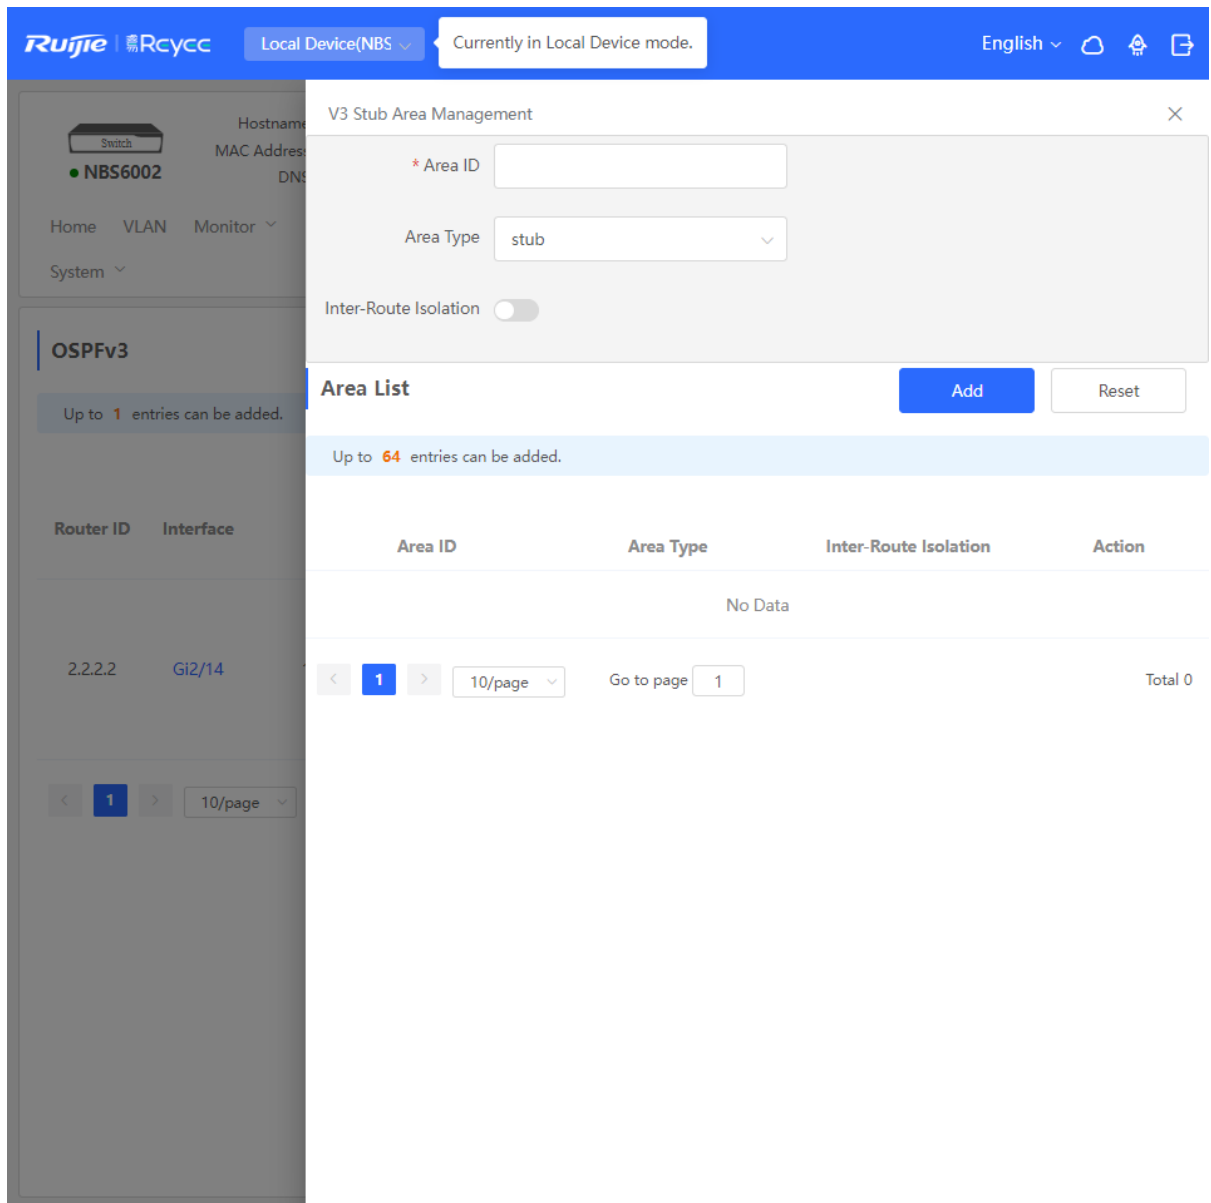 Ruijie | Reyee
Local Device(NBS
Currently in Local Device mode.
English
Switch
NBS6002
Hostname
MAC Address
DNS
Home VLAN Monitor
System
OSPFv3
Up to 1 entries can be added.
Router ID Interface
2.2.2.2 Gi2/14
1
10/page
V3 Stub Area Management
* Area ID
Area Type stub
Inter-Route Isolation
Area List
Add Reset
Up to 64 entries can be added.
Area ID Area Type Inter-Route Isolation Action
No Data
1 10/page Go to page 1 Total 0